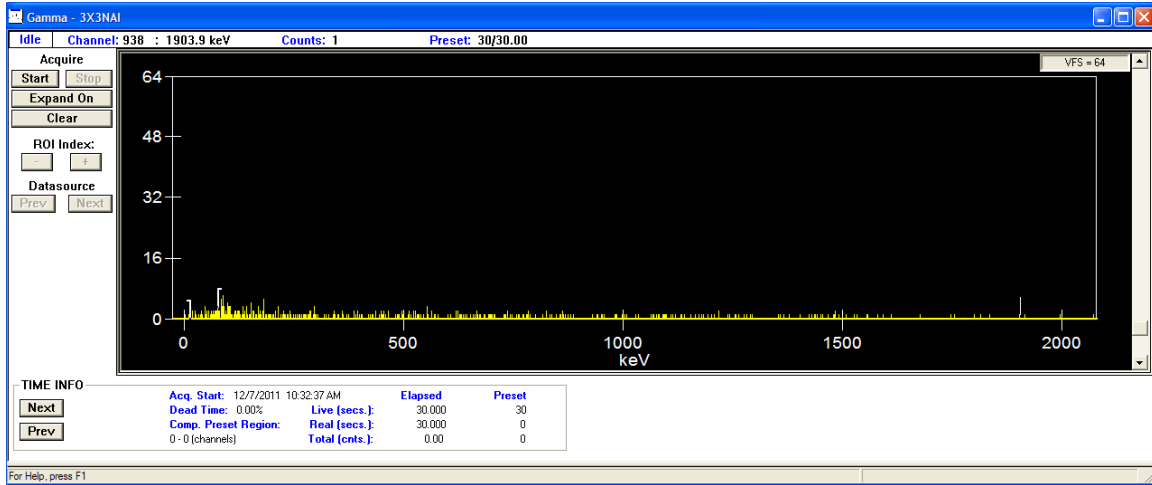 Gamma - 3X3NAI
Idle Channel: 938 : 1903.9 keV Counts: 1 Preset: 30/30.00
Acquire
Start Stop
Expand On
Clear
ROI Index:
- +
Datasource
Prev Next
VFS = 64
64
48
32
16
0
0 500 1000 1500 2000
keV
TIME INFO
Next
Prev
Acq. Start: 12/7/2011 10:32:37 AM Elapsed Preset
Dead Time: 0.00% Live (secs.): 30.000 30
Comp. Preset Region: Real (secs.): 30.000 0
0 - 0 (channels) Total (cnts.): 0.00 0
For Help, press F1